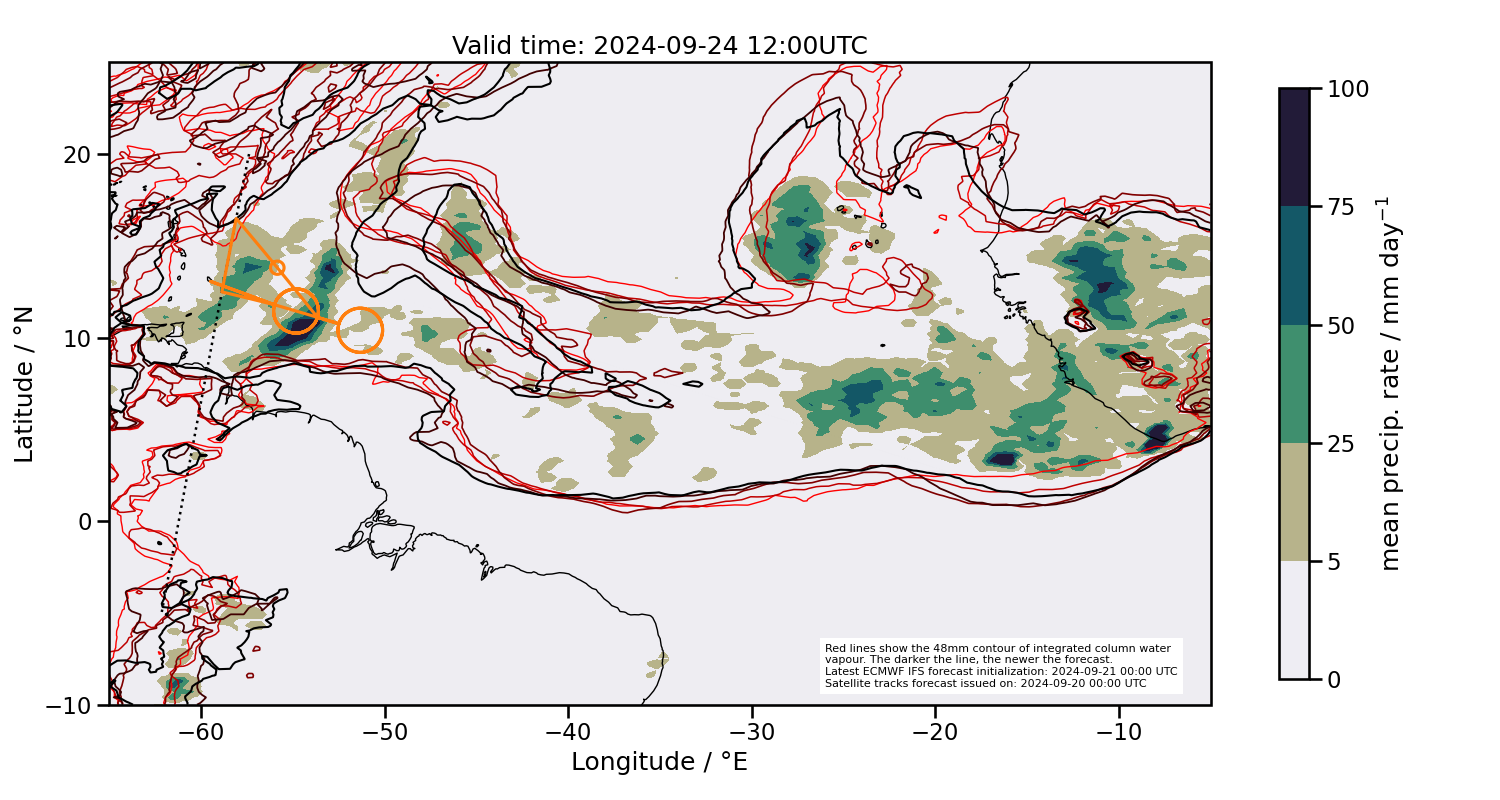 Valid time: 2024-09-24 12:00UTC
20
10
0
−10
Latitude / °N
−60
−50
−40
−30
−20
−10
Longitude / °E
Red lines show the 48mm contour of integrated column water
vapour. The darker the line, the newer the forecast.
Latest ECMWF IFS forecast initialization: 2024-09-21 00:00 UTC
Satellite tracks forecast issued on: 2024-09-20 00:00 UTC
100
75
50
25
5
0
mean precip. rate / mm day⁻¹